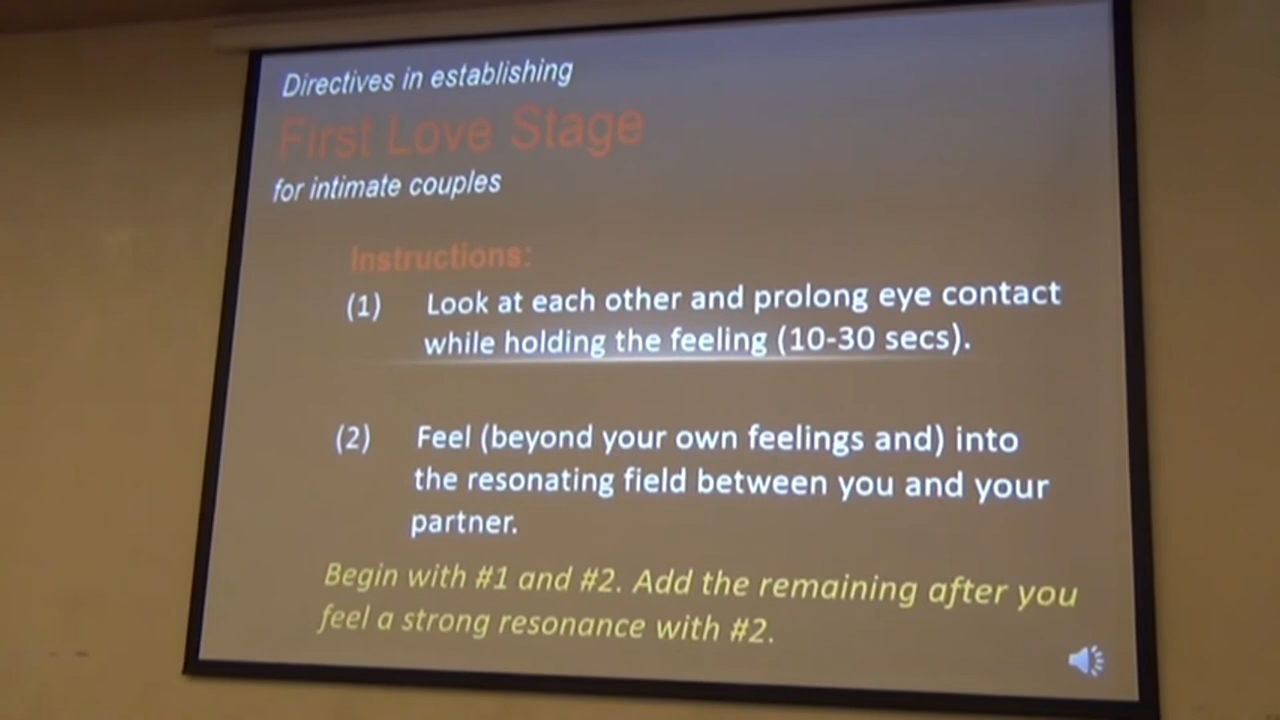 Directives in establishing
First Love Stage
for intimate couples
Instructions:
(1) Look at each other and prolong eye contact
while holding the feeling (10-30 secs).
(2) Feel (beyond your own feelings and) into
the resonating field between you and your
partner.
Begin with #1 and #2. Add the remaining after you
feel a strong resonance with #2.